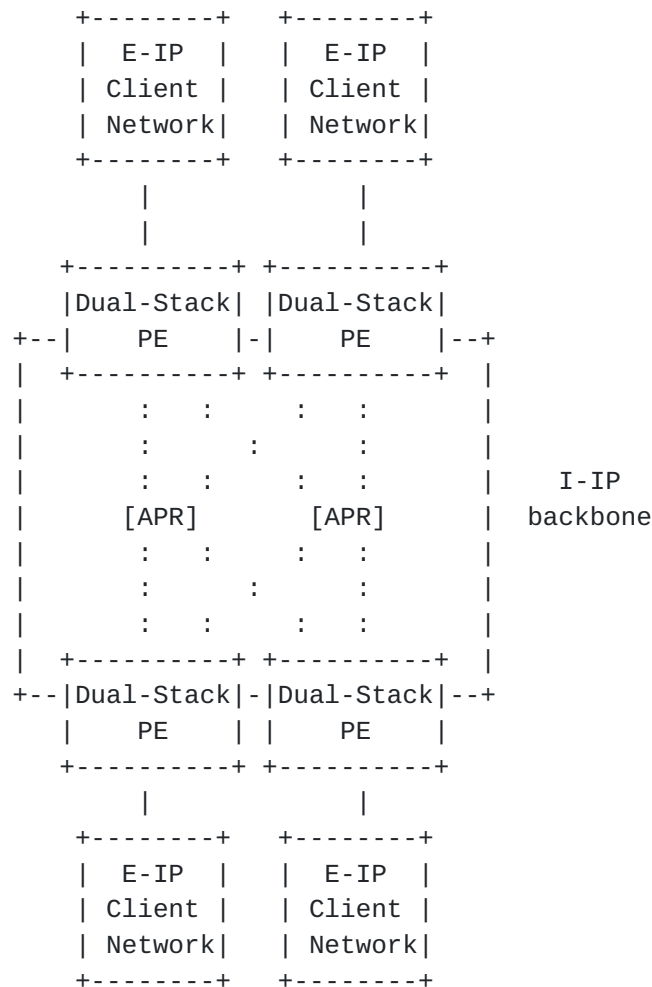 E-IP E-IP
Client Client
Network Network
Dual-Stack Dual-Stack
PE PE
I-IP
[APR] [APR] backbone
Dual-Stack Dual-Stack
PE PE
E-IP E-IP
Client Client
Network Network